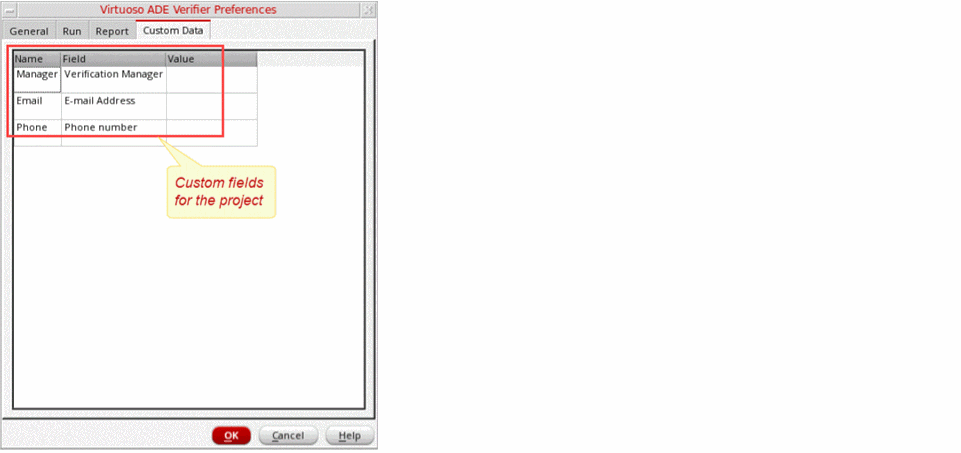 Virtuoso ADE Verifier Preferences
General Run Report Custom Data
Name Field Value
Manager Verification Manager
Email E-mail Address
Phone Phone number
Custom fields
for the project
OK Cancel Help